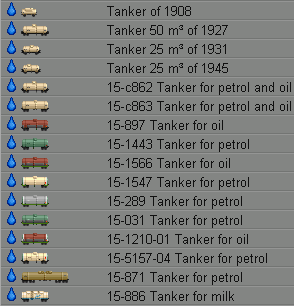 Tanker of 1908
Tanker 50 m³ of 1927
Tanker 25 m³ of 1931
Tanker 25 m³ of 1945
15-c862 Tanker for petrol and oil
15-c863 Tanker for petrol and oil
15-897 Tanker for oil
15-1443 Tanker for petrol
15-1566 Tanker for oil
15-1547 Tanker for petrol
15-289 Tanker for petrol
15-031 Tanker for petrol
15-1210-01 Tanker for oil
15-5157-04 Tanker for petrol
15-871 Tanker for petrol
15-886 Tanker for milk